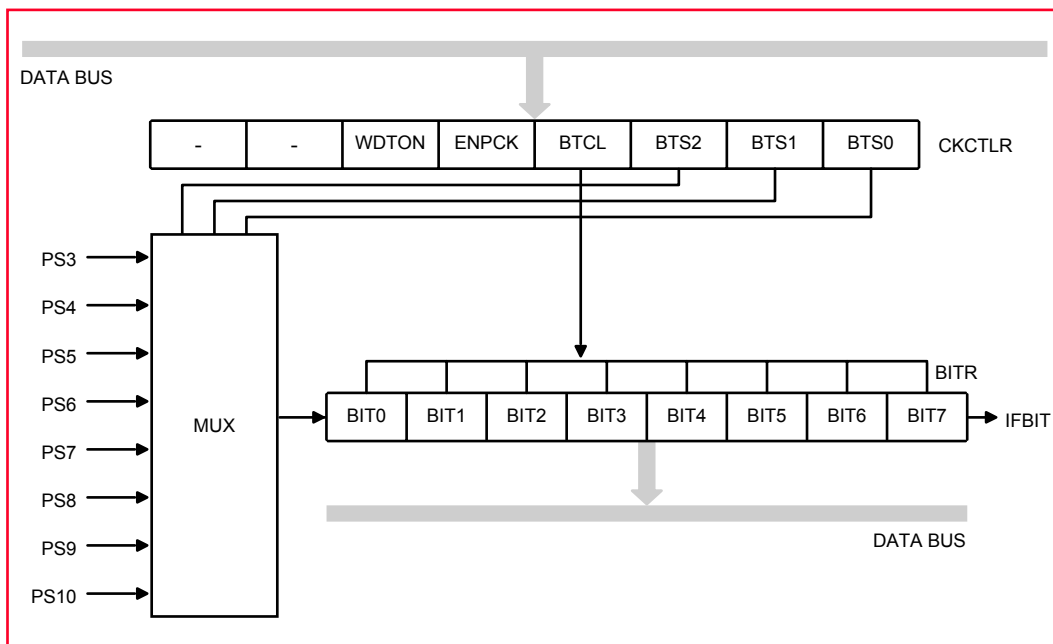 DATA BUS
- - WDTON ENPCK BTCL BTS2 BTS1 BTS0 CKCTLR
PS3
PS4
PS5
PS6
PS7
PS8
PS9
PS10
MUX
BITR
BIT0 BIT1 BIT2 BIT3 BIT4 BIT5 BIT6 BIT7 IFBIT
DATA BUS